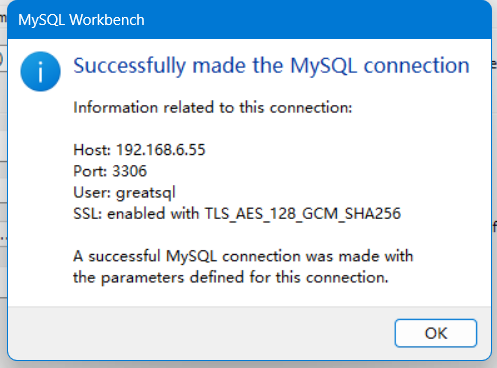 MySQL Workbench
Successfully made the MySQL connection
Information related to this connection:
Host: 192.168.6.55
Port: 3306
User: greatsql
SSL: enabled with TLS_AES_128_GCM_SHA256
A successful MySQL connection was made with
the parameters defined for this connection.
OK